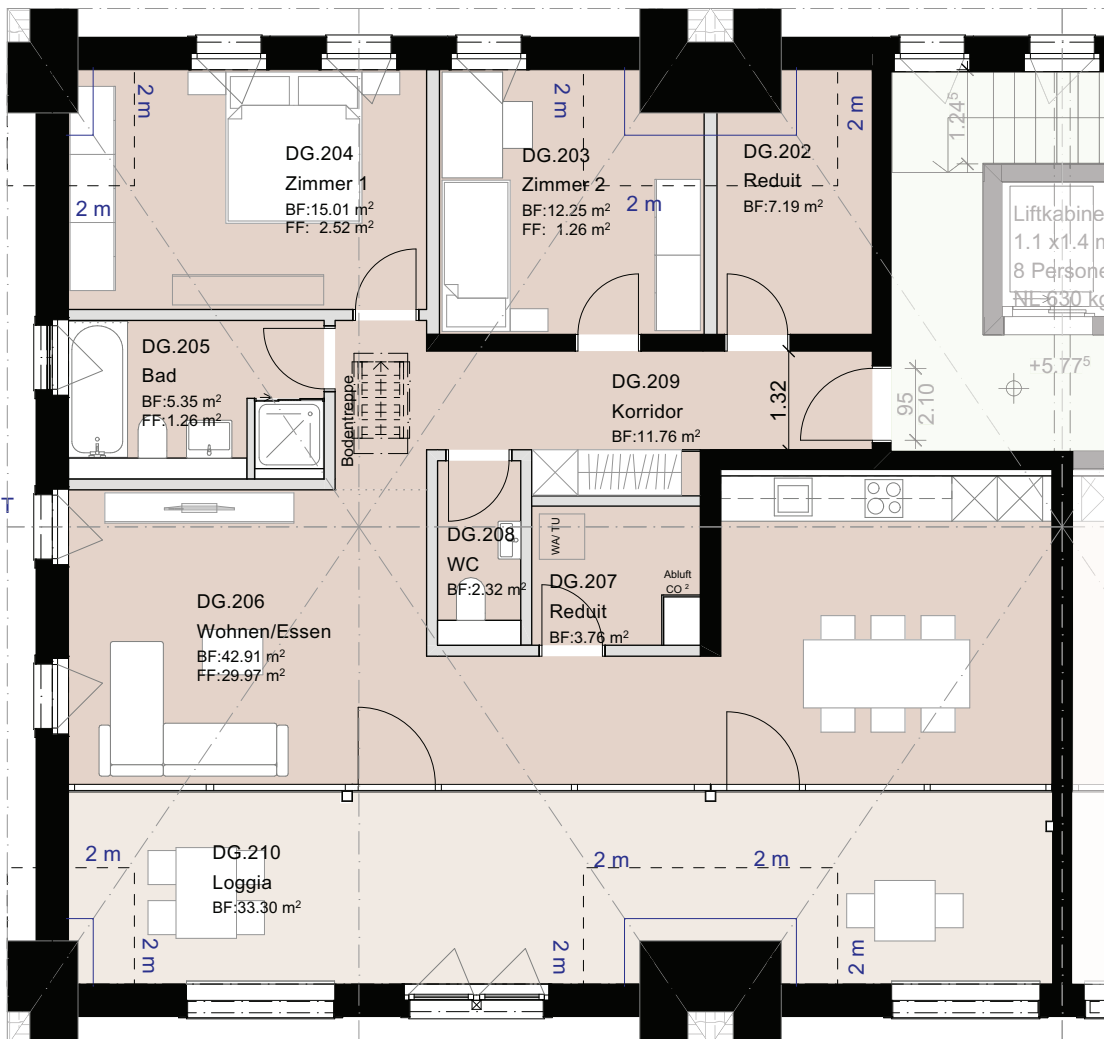 2 m
2 m
2 m
1.24⁵
DG.204
Zimmer 1
BF:15.01 m²
FF: 2.52 m²
2 m
DG.203
Zimmer 2
BF:12.25 m²
FF: 1.26 m²
2 m
DG.202
Reduit
BF:7.19 m²
Liftkabine
1.1 x1.4 m
8 Persone
NL 630 kg
DG.205
Bad
BF:5.35 m²
FF:1.26 m²
Bodentreppe
DG.209
Korridor
BF:11.76 m²
1.32
95
2.10
+5.77⁵
T
DG.208
WC
BF:2.32 m²
WA/ TU
DG.207
Reduit
BF:3.76 m²
Abluft
CO ²
DG.206
Wohnen/Essen
BF:42.91 m²
FF:29.97 m²
2 m
DG.210
Loggia
BF:33.30 m²
2 m
2 m
2 m
2 m
2 m